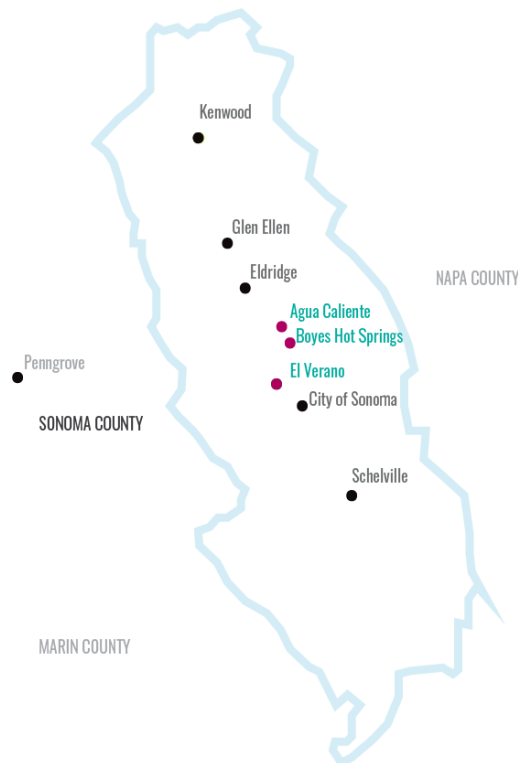 Kenwood
Glen Ellen
Eldridge
NAPA COUNTY
Agua Caliente
Boyes Hot Springs
Penngrove
El Verano
City of Sonoma
SONOMA COUNTY
Schelville
MARIN COUNTY